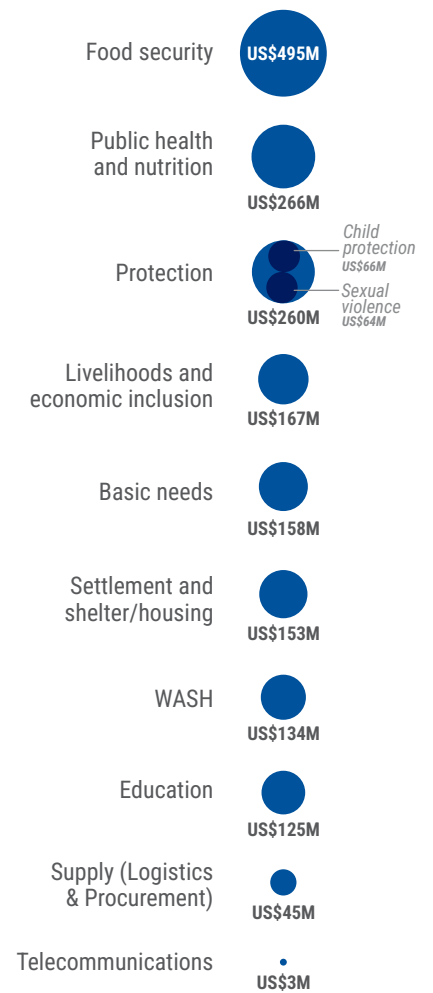 Food security
US$495M
Public health
and nutrition
US$266M
Protection
Child
protection
US$66M
Sexual
violence
US$64M
US$260M
Livelihoods and
economic inclusion
US$167M
Basic needs
US$158M
Settlement and
shelter/housing
US$153M
WASH
US$134M
Education
US$125M
Supply (Logistics
& Procurement)
US$45M
Telecommunications
US$3M